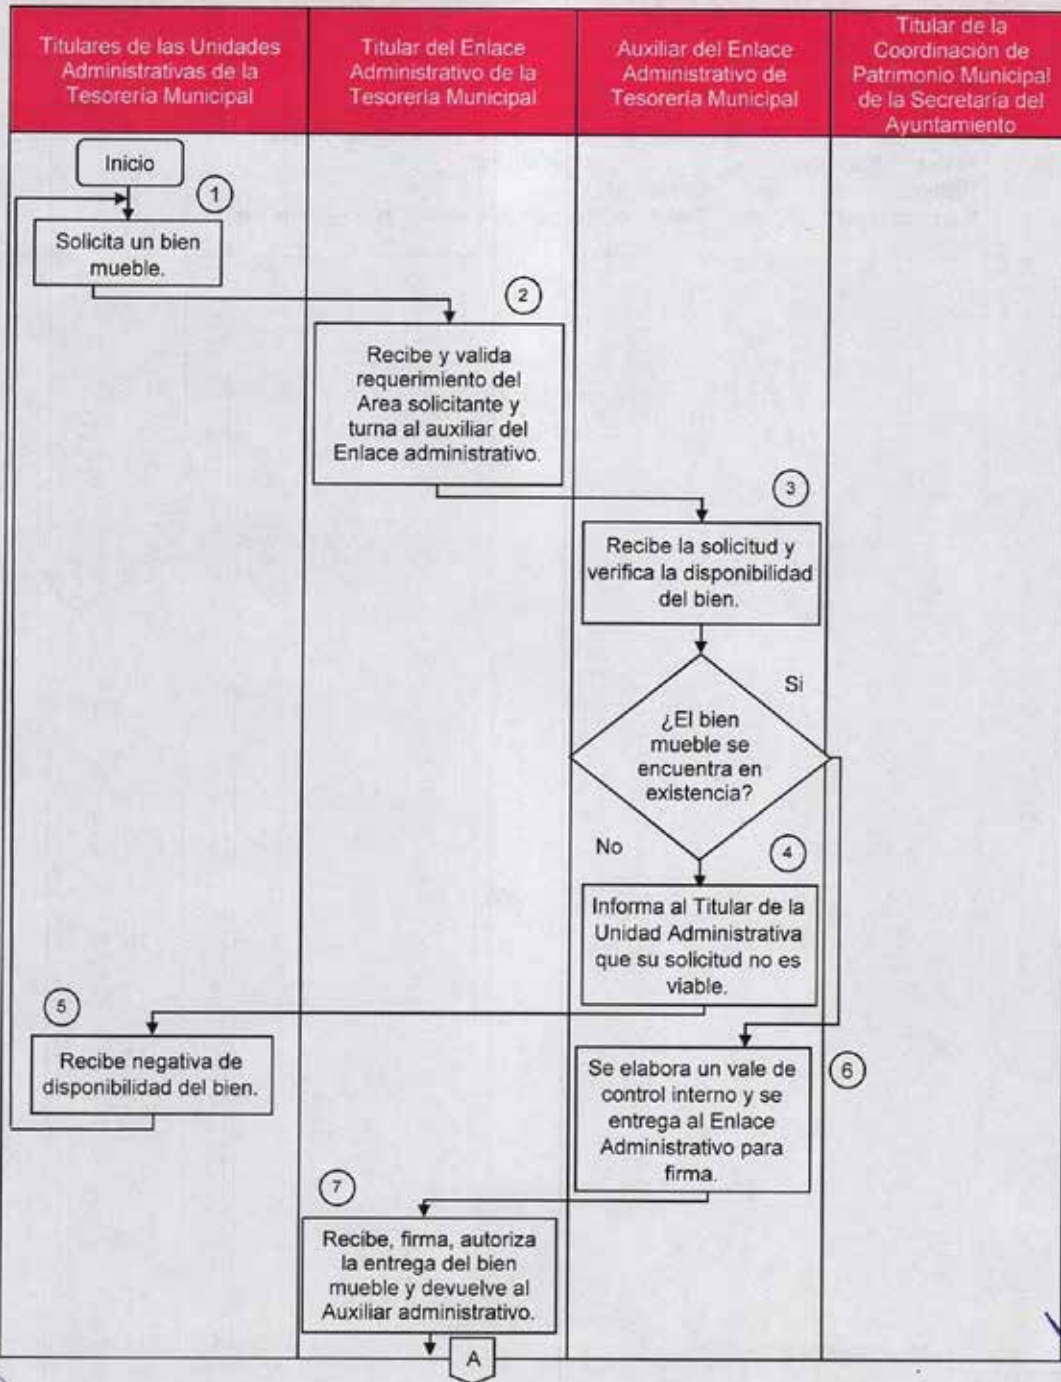 Titulares de las Unidades
Administrativas de la
Tesorería Municipal
Titular del Enlace
Administrativo de la
Tesorería Municipal
Auxiliar del Enlace
Administrativo de
Tesorería Municipal
Titular de la
Coordinación de
Patrimonio Municipal
de la Secretaría del
Ayuntamiento
Inicio
1
Solicita un bien
mueble.
2
Recibe y valida
requerimiento del
Area solicitante y
turna al auxiliar del
Enlace administrativo.
3
Recibe la solicitud y
verifica la disponibilidad
del bien.
Si
¿El bien
mueble se
encuentra en
existencia?
No
4
Informa al Titular de la
Unidad Administrativa
que su solicitud no es
viable.
5
Recibe negativa de
disponibilidad del bien.
6
Se elabora un vale de
control interno y se
entrega al Enlace
Administrativo para
firma.
7
Recibe, firma, autoriza
la entrega del bien
mueble y devuelve al
Auxiliar administrativo.
A